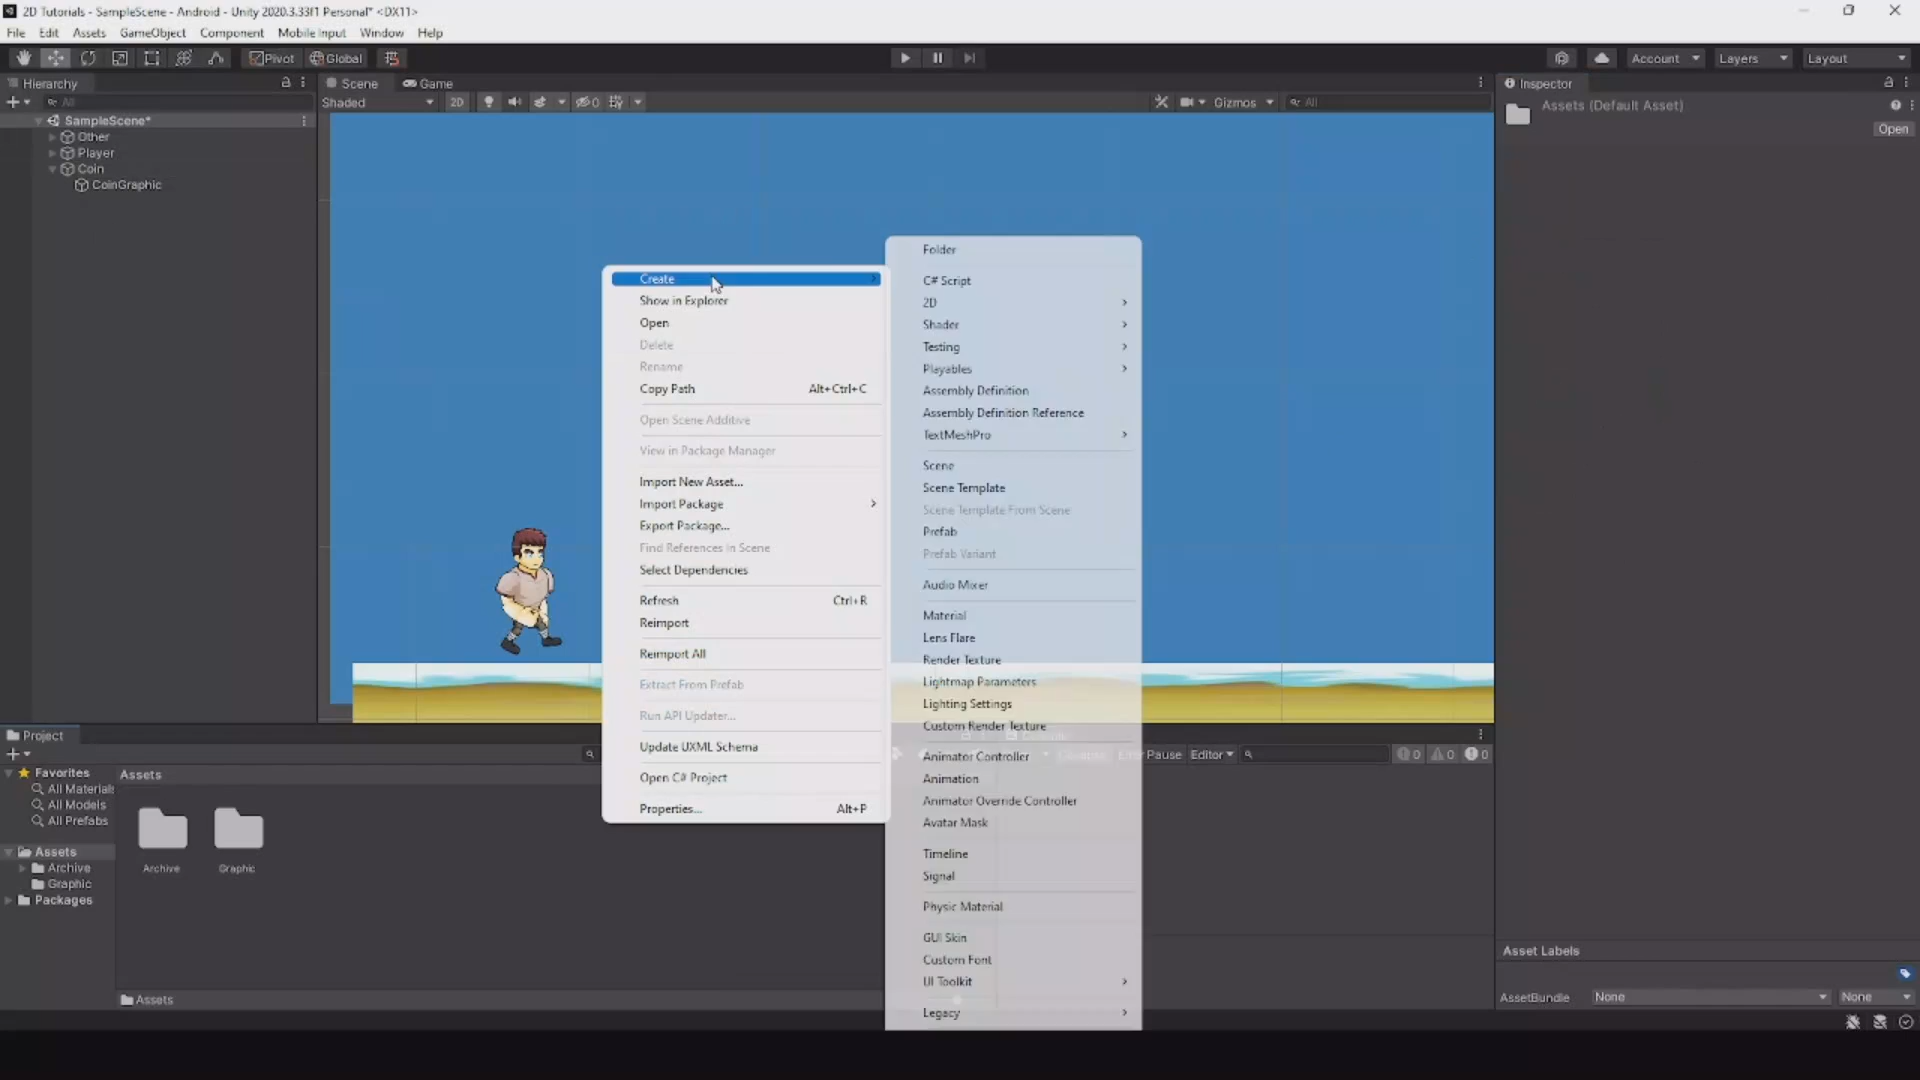 2D Tutorials - SampleScene - Android - Unity 2020.3.33f1 Personal* <DX11>
File Edit Assets GameObject Component Mobile Input Window Help
Pivot Global Account Layers Layout
Hierarchy
All
SampleScene*
Other
Player
Coin
CoinGraphic
Scene Game
Shaded 2D 0 Gizmos All
Inspector
Assets (Default Asset)
Open
Create
Show in Explorer
Open
Delete
Rename
Copy Path Alt+Ctrl+C
Open Scene Additive
View in Package Manager
Import New Asset...
Import Package
Export Package...
Find References In Scene
Select Dependencies
Refresh Ctrl+R
Reimport
Reimport All
Extract From Prefab
Run API Updater...
Update UXML Schema
Open C# Project
Properties... Alt+P
Folder
C# Script
2D
Shader
Testing
Playables
Assembly Definition
Assembly Definition Reference
TextMeshPro
Scene
Scene Template
Scene Template From Scene
Prefab
Prefab Variant
Audio Mixer
Material
Lens Flare
Render Texture
Lightmap Parameters
Lighting Settings
Custom Render Texture
Animator Controller
Animation
Animator Override Controller
Avatar Mask
Timeline
Signal
Physic Material
GUI Skin
Custom Font
UI Toolkit
Legacy
Project
Favorites
All Materials
All Models
All Prefabs
Assets
Archive
Graphic
Packages
Assets
Archive Graphic
Assets
Pause Editor 0 0 0
Asset Labels
AssetBundle None None